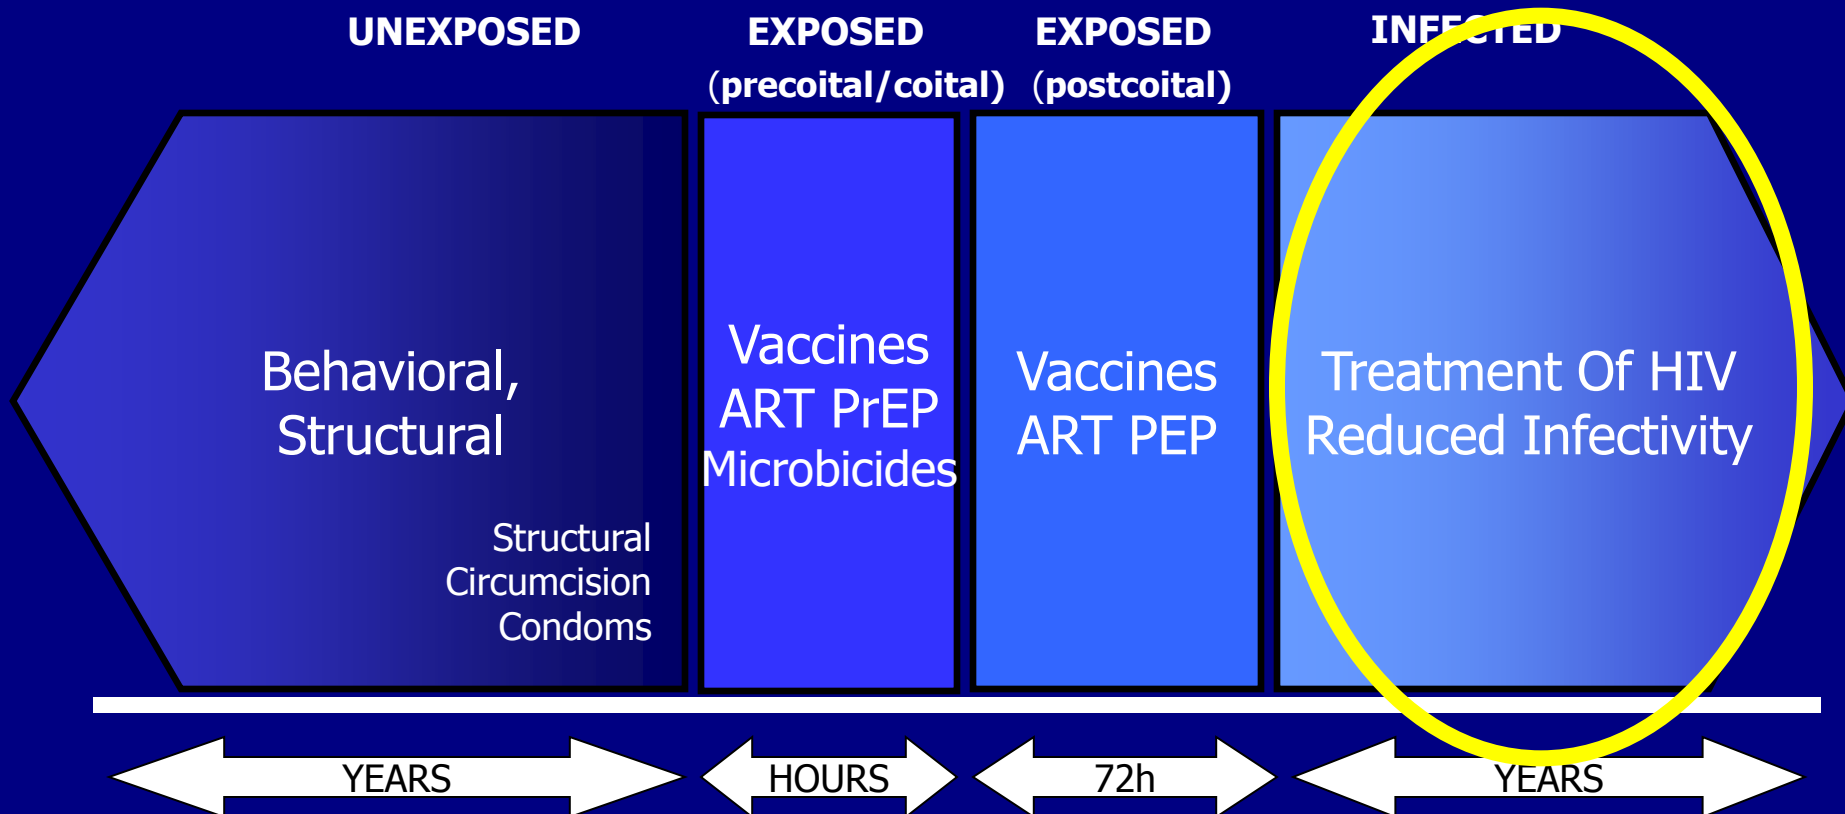 UNEXPOSED
EXPOSED
(precoital/coital)
EXPOSED
(postcoital)
INFECTED
Behavioral,
Structural
Structural
Circumcision
Condoms
Vaccines
ART PrEP
Microbicides
Vaccines
ART PEP
Treatment Of HIV
Reduced Infectivity
YEARS
HOURS
72h
YEARS